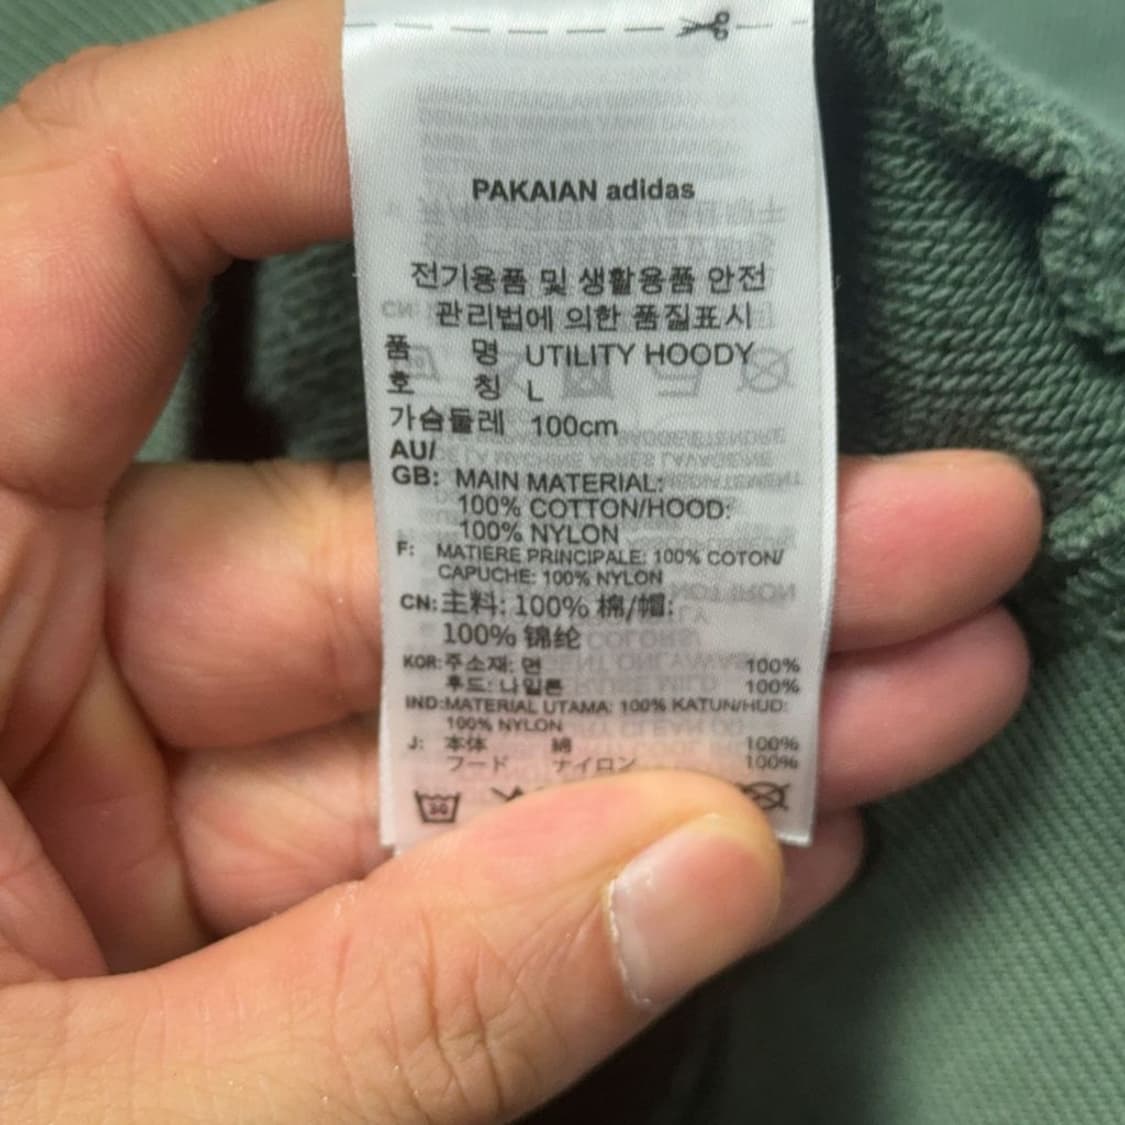 PAKAIAN adidas
전기용품 및 생활용품 안전
관리법에 의한 품질표시
품 명 UTILITY HOODY
호 칭 L
가슴둘레 100cm
AU/
GB: MAIN MATERIAL:
100% COTTON/HOOD:
100% NYLON
F: MATIERE PRINCIPALE: 100% COTON/
CAPUCHE: 100% NYLON
CN: 主料: 100% 棉/帽:
100% 锦纶
KOR: 주소재: 면 100%
후드: 나일론 100%
IND: MATERIAL UTAMA: 100% KATUN/HUD:
100% NYLON
J: 本体 綿 100%
フード ナイロン 100%
30